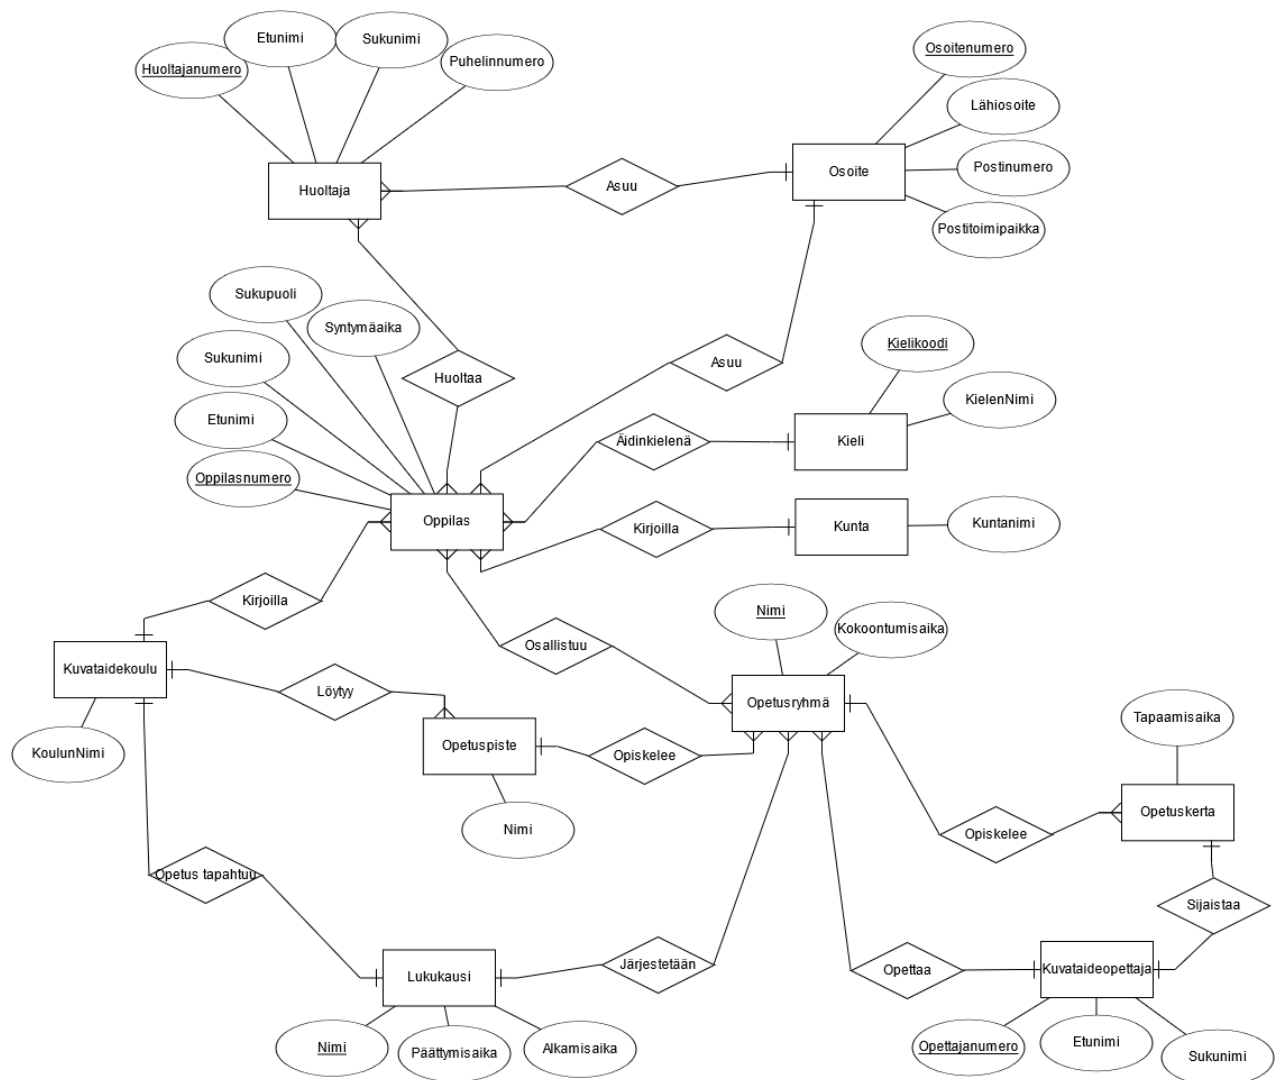 Etunimi
Sukunimi
Huoltajanumero
Puhelinnumero
Osoitenumero
Lähiosoite
Postinumero
Postitoimipaikka
Huoltaja
Asuu
Osoite
Sukupuoli
Syntymäaika
Sukunimi
Etunimi
Oppilasnumero
Huoltaa
Asuu
Kielikoodi
KielenNimi
Äidinkielenä
Kieli
Oppilas
Kirjoilla
Kunta
Kuntanimi
Kirjoilla
Nimi
Kokoontumisaika
Osallistuu
Kuvataidekoulu
Löytyy
Opetusryhmä
Tapaamisaika
KoulunNimi
Opetuspiste
Opiskelee
Nimi
Opiskelee
Opetuskerta
Opetus tapahtuu
Sijaistaa
Lukukausi
Järjestetään
Opettaa
Kuvataideopettaja
Nimi
Päättymisaika
Alkamisaika
Opettajanumero
Etunimi
Sukunimi